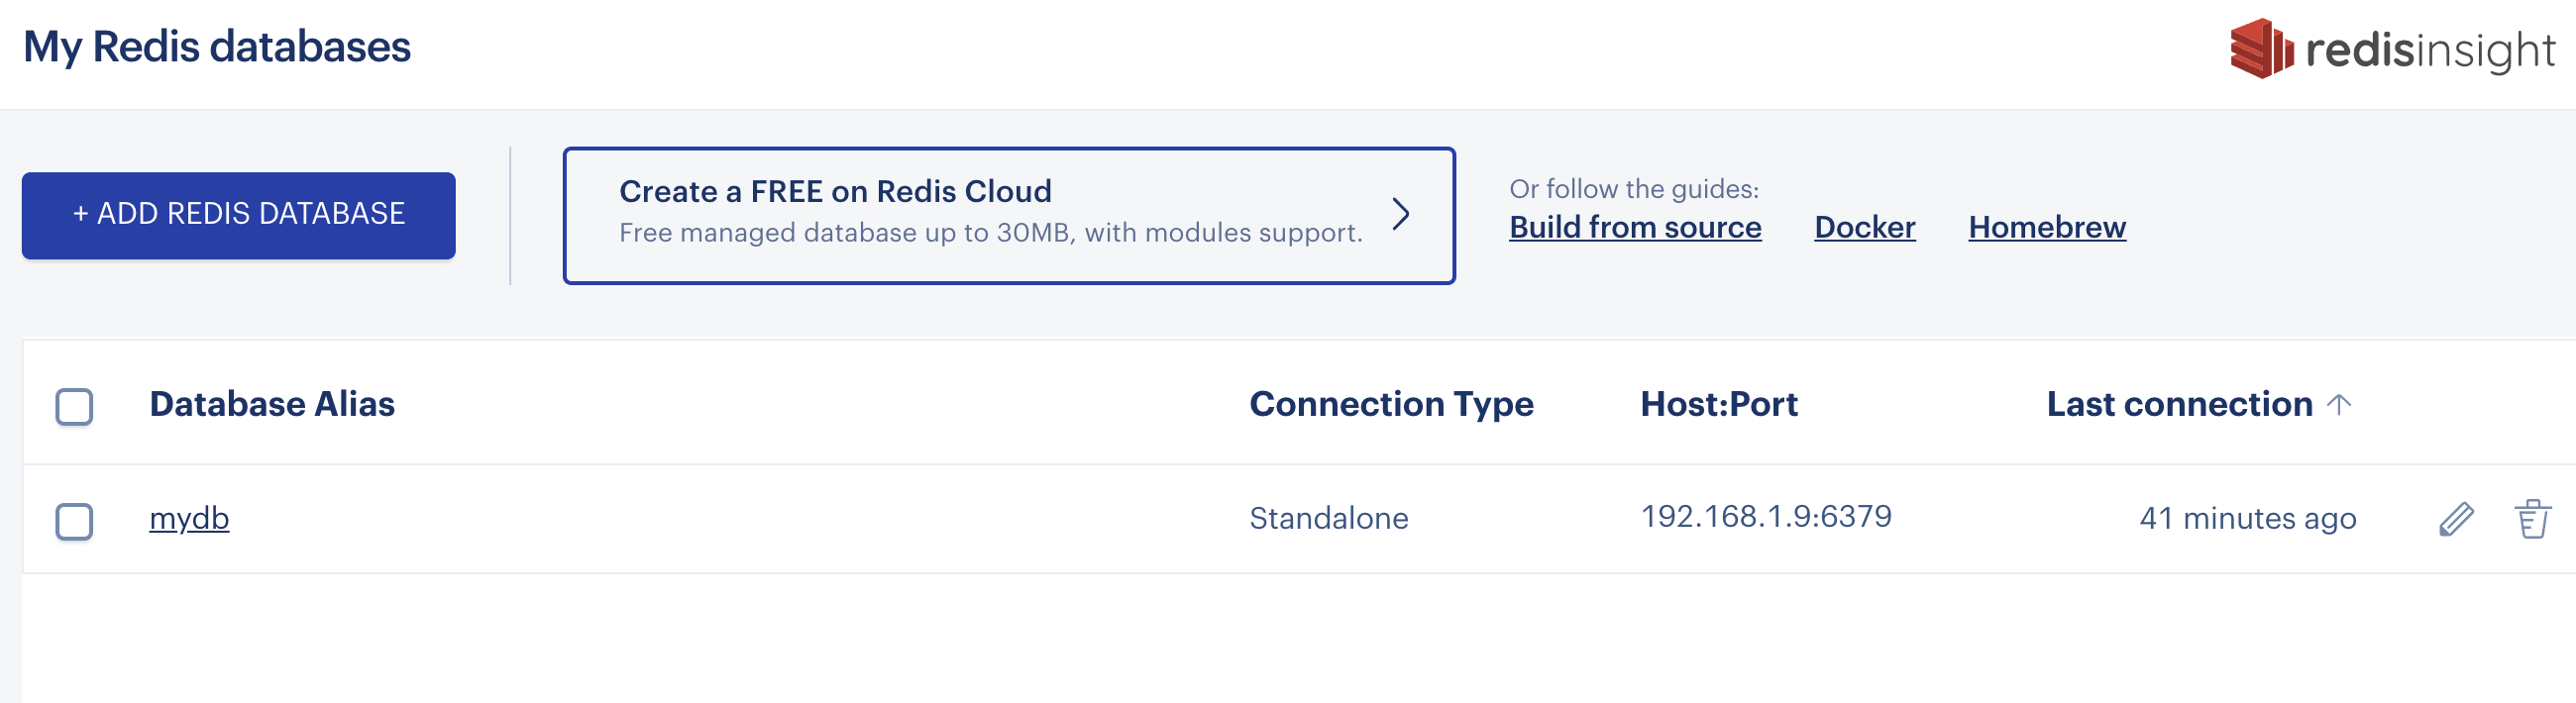 My Redis databases
redisinsight
+ ADD REDIS DATABASE
Create a FREE on Redis Cloud
Free managed database up to 30MB, with modules support.
Or follow the guides:
Build from source Docker Homebrew
Database Alias Connection Type Host:Port Last connection ↑
mydb Standalone 192.168.1.9:6379 41 minutes ago